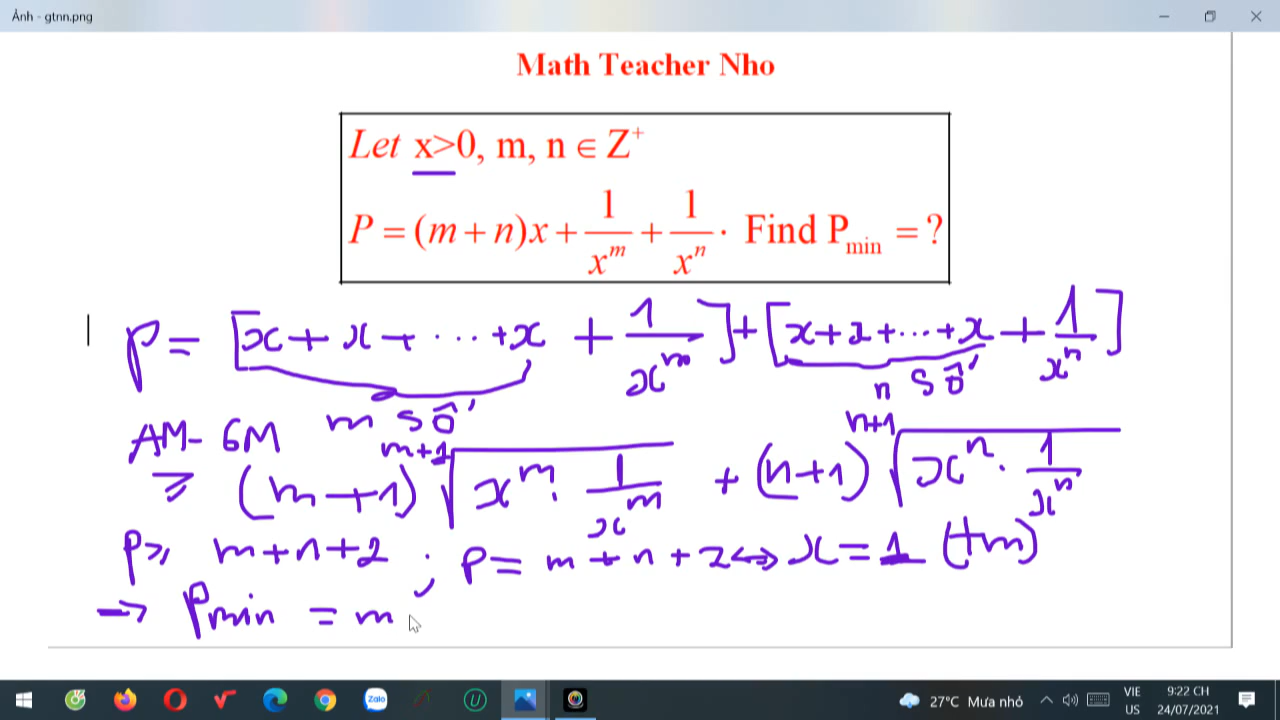 Ảnh - gtnn.png
Math Teacher Nho
Let x>0, m, n ∈ Z⁺
P = (m+n)x + 1/xᵐ + 1/xⁿ · Find Pmin = ?
P = [x + x + ... + x + 1/xᵐ] + [x + x + ... + x + 1/xⁿ]
m số n số
AM-GM
≥ (m+1) ᵐ⁺¹√(xᵐ · 1/xᵐ) + (n+1) ⁿ⁺¹√(xⁿ · 1/xⁿ)
P ≥ m+n+2 ; P = m+n+2 ⇔ x = 1 (tm)
→ Pmin = m
Zalo
27°C Mưa nhỏ
VIE
US
9:22 CH
24/07/2021